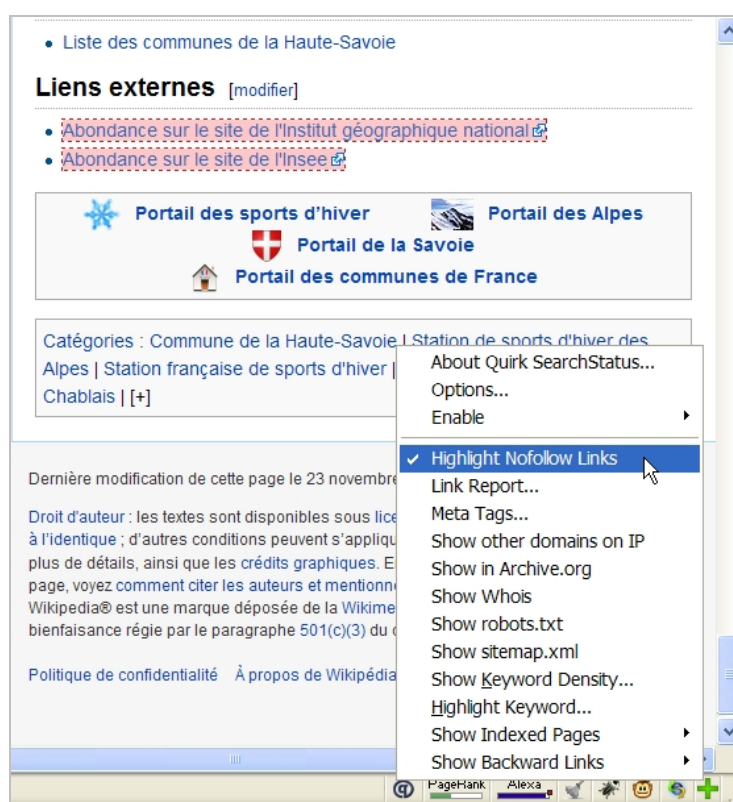 Liste des communes de la Haute-Savoie
Liens externes [modifier]
Abondance sur le site de l'Institut géographique national
Abondance sur le site de l'Insee
Portail des sports d'hiver Portail des Alpes
Portail de la Savoie
Portail des communes de France
Catégories : Commune de la Haute-Savoie | Station de sports d'hiver des
Alpes | Station française de sports d'hiver |
Chablais | [+]
Dernière modification de cette page le 23 novembre
Droit d'auteur : les textes sont disponibles sous
à l'identique ; d'autres conditions peuvent
plus de détails, ainsi que les crédits graphiques.
page, voyez comment citer les auteurs et
Wikipedia® est une marque déposée de la
bienfaisance régie par le paragraphe 501(c)(3) du
Politique de confidentialité À propos de Wikipédia
About Quirk SearchStatus...
Options...
Enable
Highlight Nofollow Links
Link Report...
Meta Tags...
Show other domains on IP
Show in Archive.org
Show Whois
Show robots.txt
Show sitemap.xml
Show Keyword Density...
Highlight Keyword...
Show Indexed Pages
Show Backward Links
PageRank Alexa